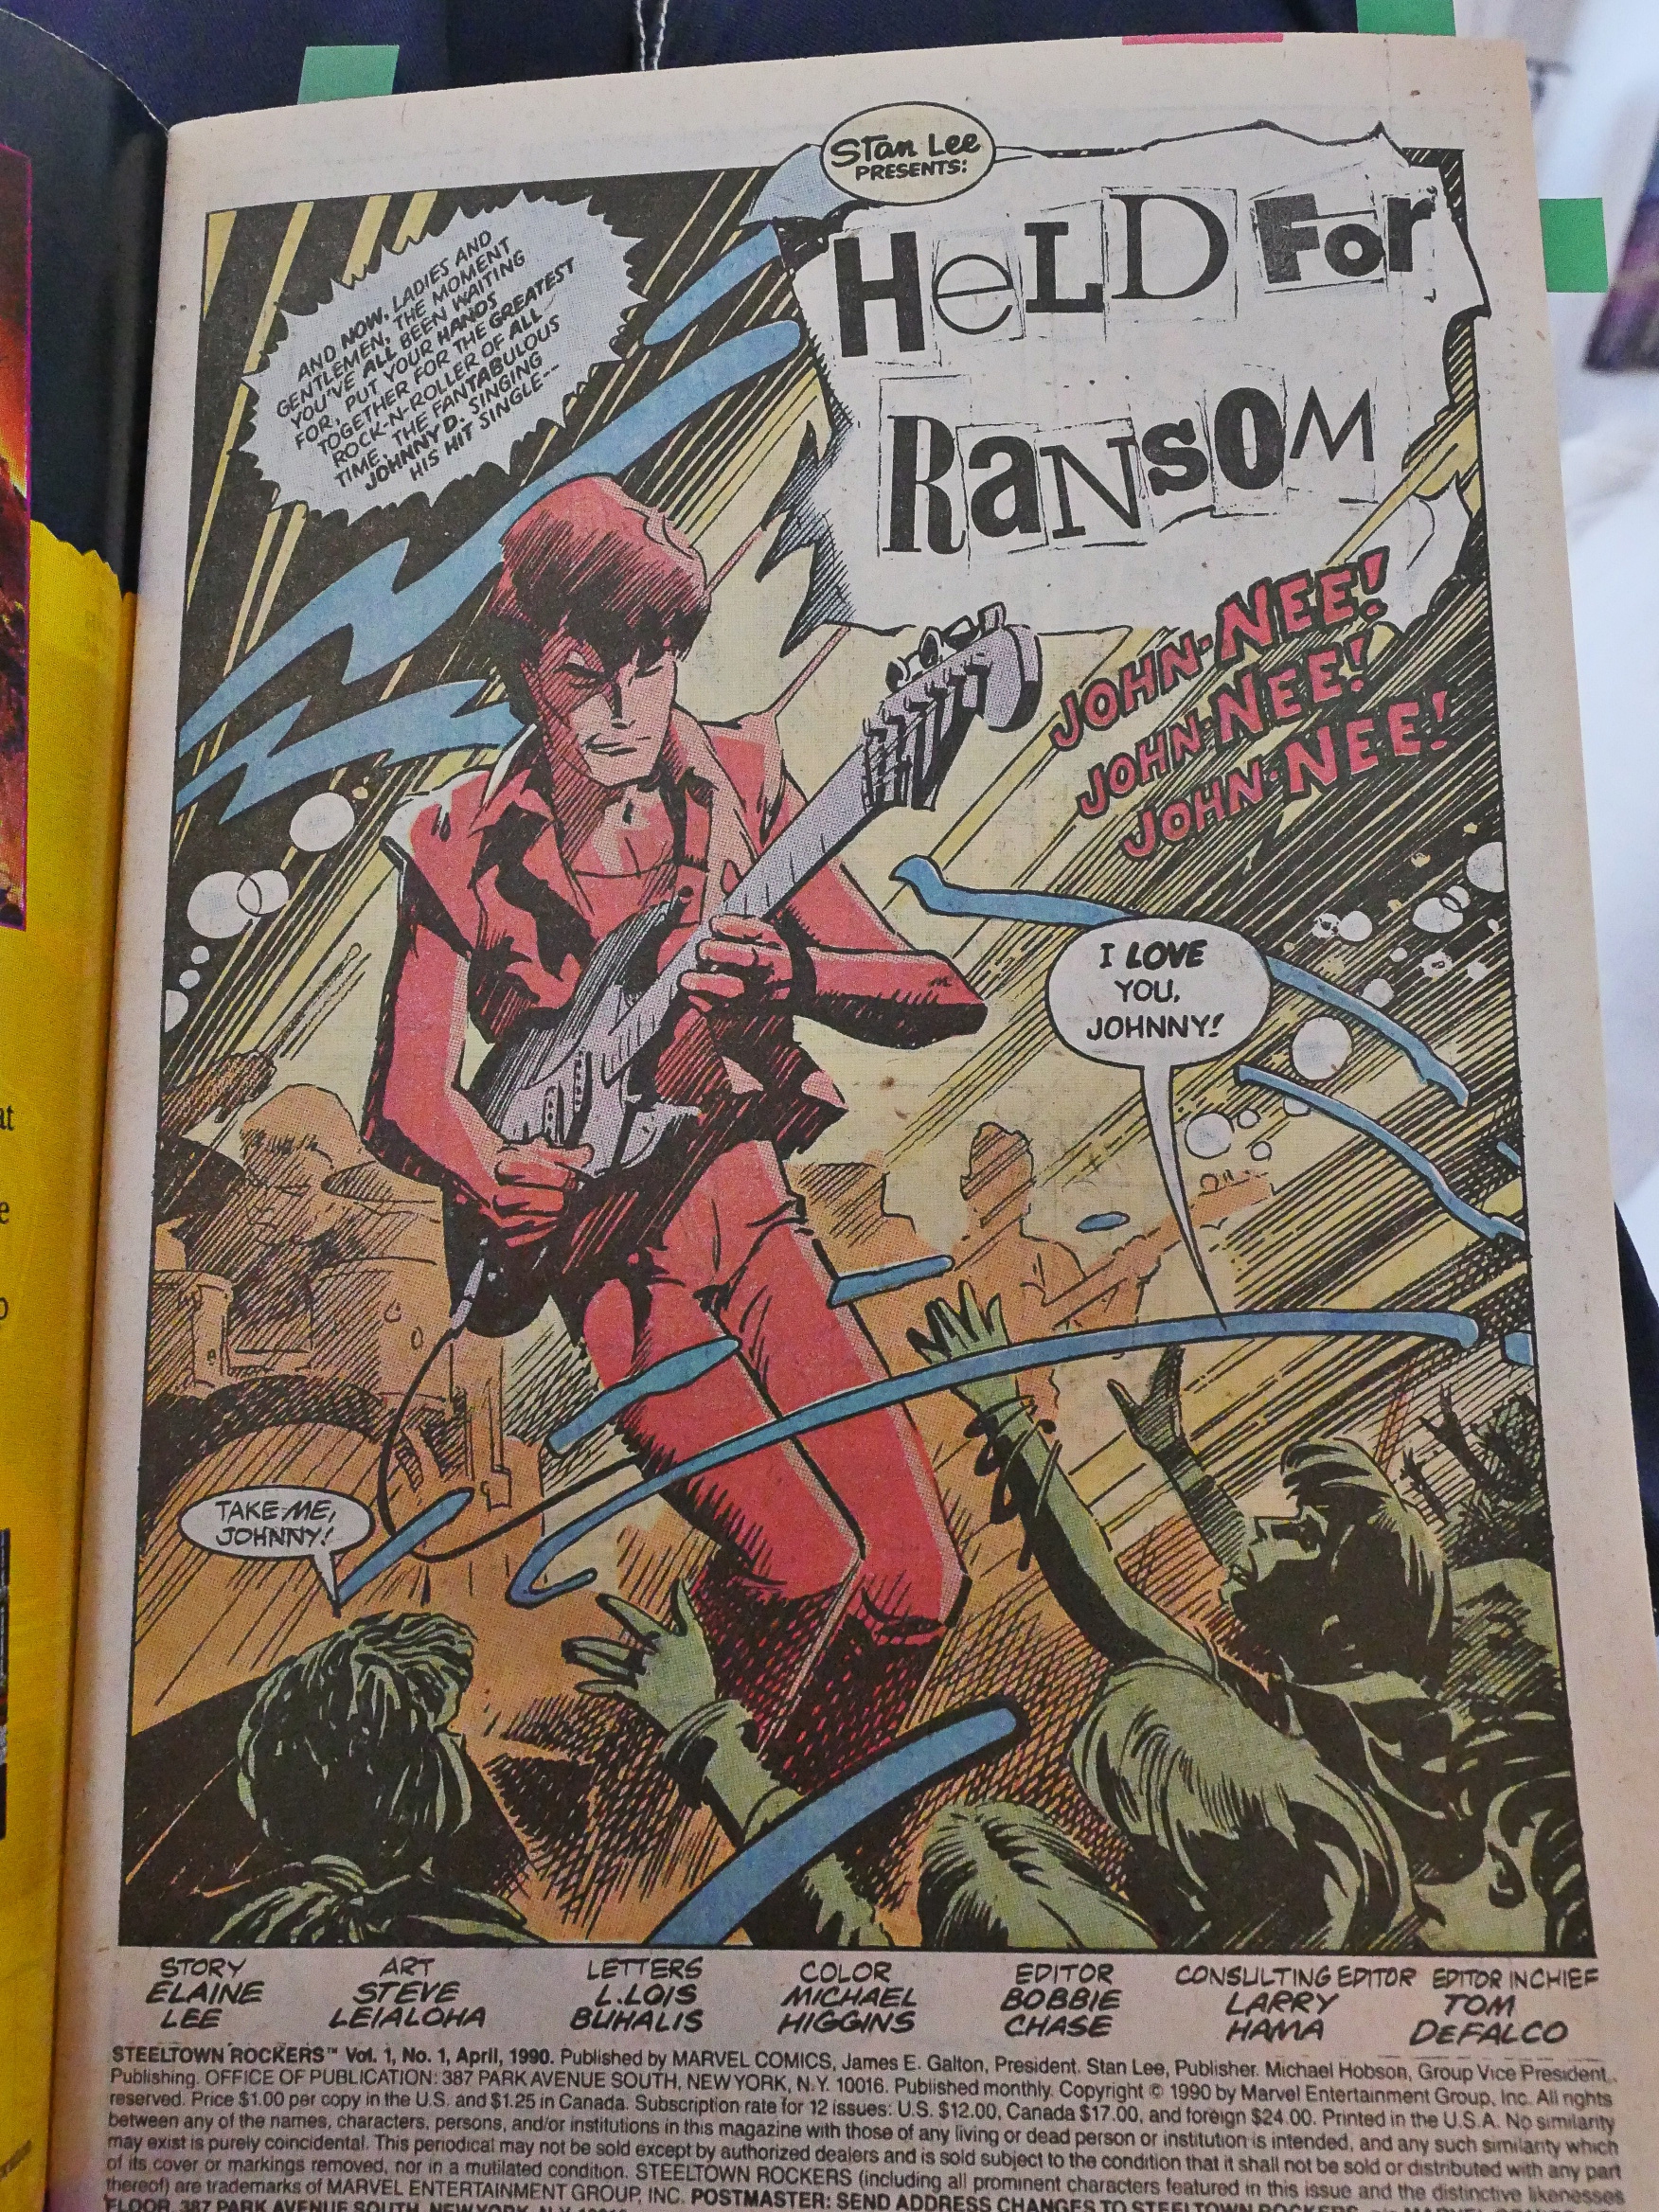 Stan Lee
PRESENTS:
HeLD For
RaNsOM
AND NOW, LADIES AND
GENTLEMEN, THE MOMENT
YOU'VE ALL BEEN WAITING
FOR, PUT YOUR HANDS
TOGETHER FOR THE GREATEST
ROCK-N-ROLLER OF ALL
TIME, THE FANTABULOUS
JOHNNY D. SINGING
HIS HIT SINGLE--
JOHN-NEE!
JOHN-NEE!
JOHN-NEE!
I LOVE
YOU,
JOHNNY!
TAKE ME,
JOHNNY!
STORY
ELAINE
LEE
ART
STEVE
LEIALOHA
LETTERS
L.LOIS
BUHALIS
COLOR
MICHAEL
HIGGINS
EDITOR
BOBBIE
CHASE
CONSULTING EDITOR
LARRY
HAMA
EDITOR IN CHIEF
TOM
DEFALCO
STEELTOWN ROCKERS™ Vol. 1, No. 1, April, 1990. Published by MARVEL COMICS, James E. Galton, President. Stan Lee, Publisher. Michael Hobson, Group Vice President,
Publishing. OFFICE OF PUBLICATION: 387 PARK AVENUE SOUTH, NEW YORK, N.Y. 10016. Published monthly. Copyright © 1990 by Marvel Entertainment Group, Inc. All rights
reserved. Price $1.00 per copy in the U.S. and $1.25 in Canada. Subscription rate for 12 issues: U.S. $12.00, Canada $17.00, and foreign $24.00. Printed in the U.S.A. No similarity
between any of the names, characters, persons, and/or institutions in this magazine with those of any living or dead person or institution is intended, and any such similarity which
may exist is purely coincidental. This periodical may not be sold except by authorized dealers and is sold subject to the condition that it shall not be sold or distributed with any part
of its cover or markings removed, nor in a mutilated condition. STEELTOWN ROCKERS (including all prominent characters featured in this issue and the distinctive likenesses
thereof) are trademarks of MARVEL ENTERTAINMENT GROUP, INC. POSTMASTER: SEND ADDRESS CHANGES TO STEELTOWN ROCKERS,
FLOOR, 387 PARK AVENUE SOUTH, NEW YORK, N.Y.